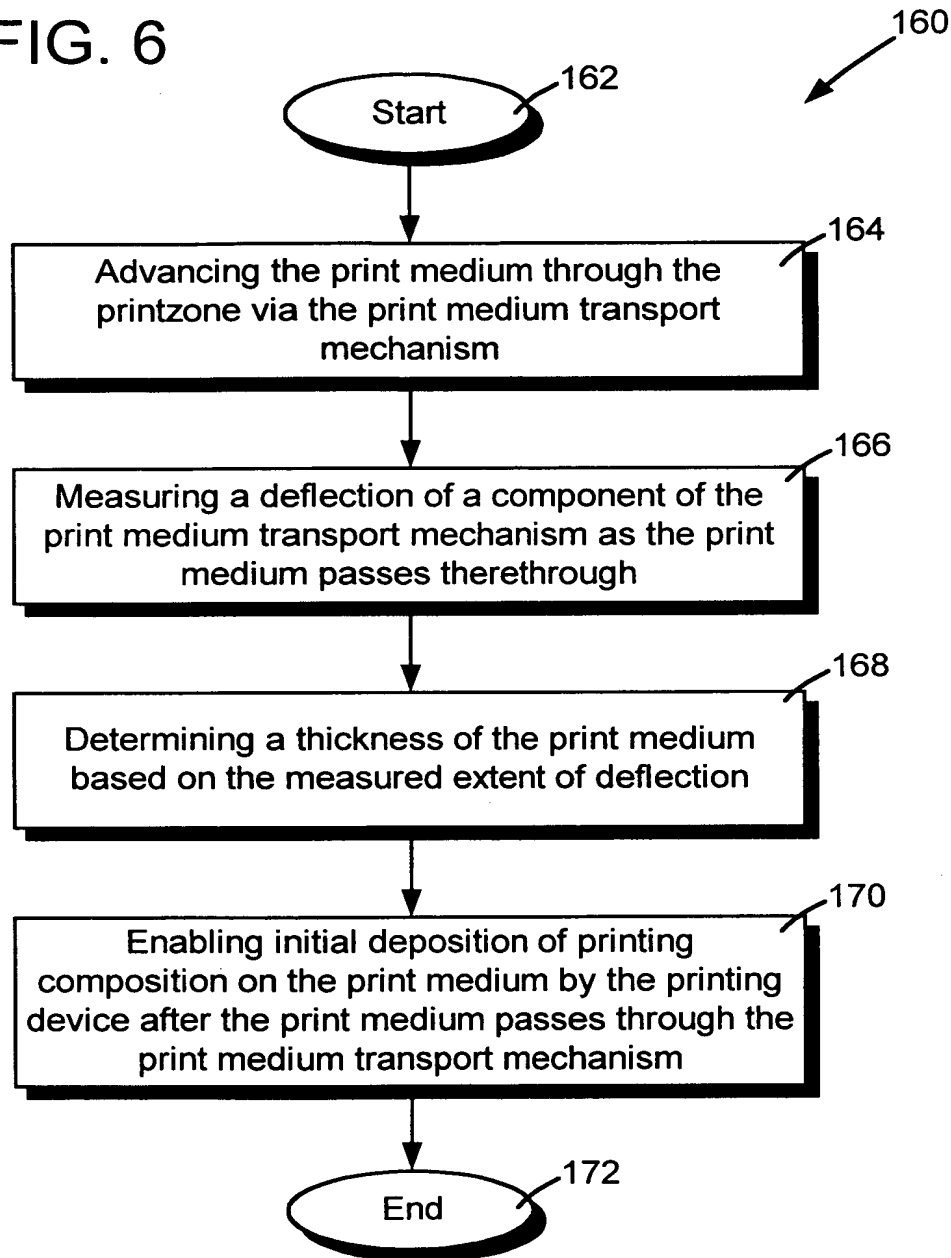 FIG. 6
160
162
Start
164
Advancing the print medium through the
printzone via the print medium transport
mechanism
166
Measuring a deflection of a component of the
print medium transport mechanism as the print
medium passes therethrough
168
Determining a thickness of the print medium
based on the measured extent of deflection
170
Enabling initial deposition of printing
composition on the print medium by the printing
device after the print medium passes through the
print medium transport mechanism
172
End